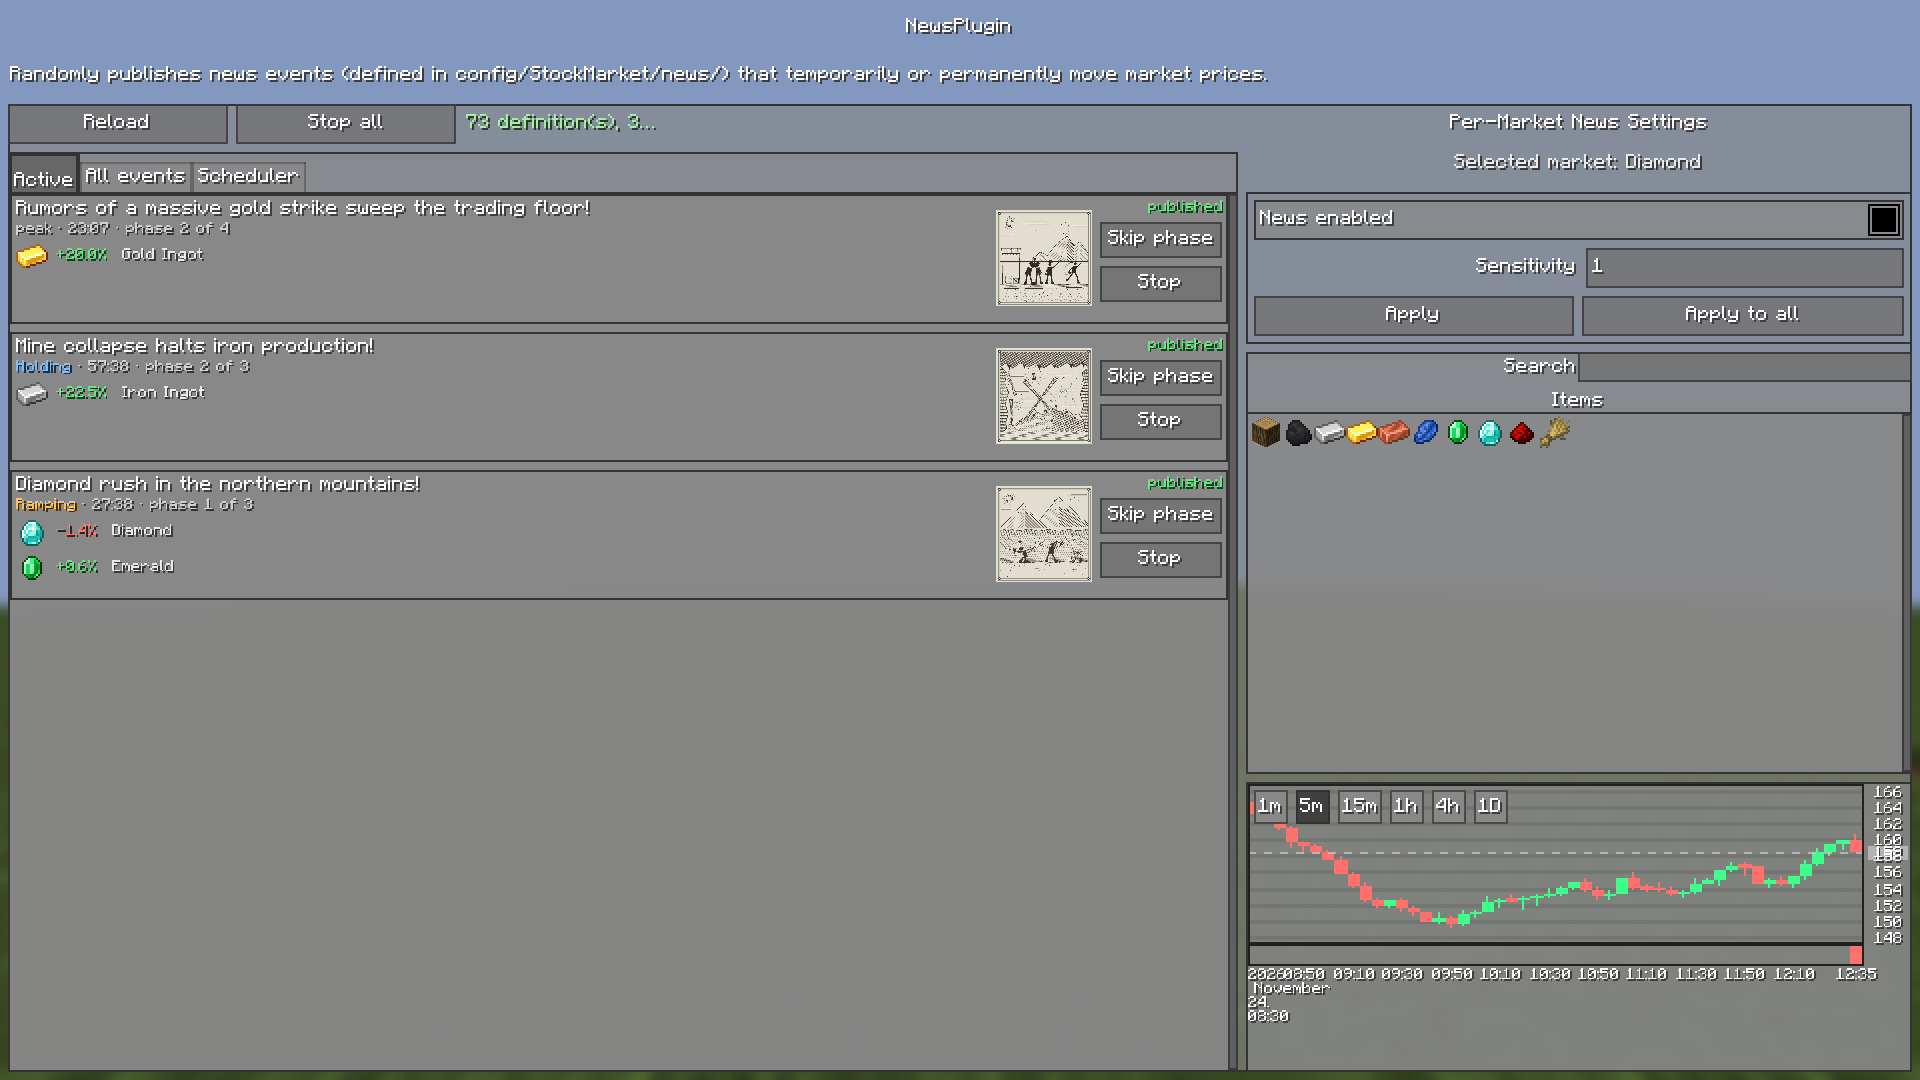 NewsPlugin
Randomly publishes news events (defined in config/StockMarket/news/) that temporarily or permanently move market prices.
Reload
Stop all
73 definition(s), 3...
Active
All events
Scheduler
Rumors of a massive gold strike sweep the trading floor!
peak · 23:07 · phase 2 of 4
+20.0% Gold Ingot
published
Skip phase
Stop
Mine collapse halts iron production!
Holding · 57:38 · phase 2 of 3
+22.5% Iron Ingot
published
Skip phase
Stop
Diamond rush in the northern mountains!
Ramping · 27:38 · phase 1 of 3
-1.4% Diamond
+0.6% Emerald
published
Skip phase
Stop
Per-Market News Settings
Selected market: Diamond
News enabled
Sensitivity
1
Apply
Apply to all
Search
Items
1m
5m
15m
1h
4h
1D
166
164
162
160
158
156
154
152
150
148
2026 08:50 09:10 09:30 09:50 10:10 10:30 10:50 11:10 11:30 11:50 12:10 12:35
November
24.
08:30